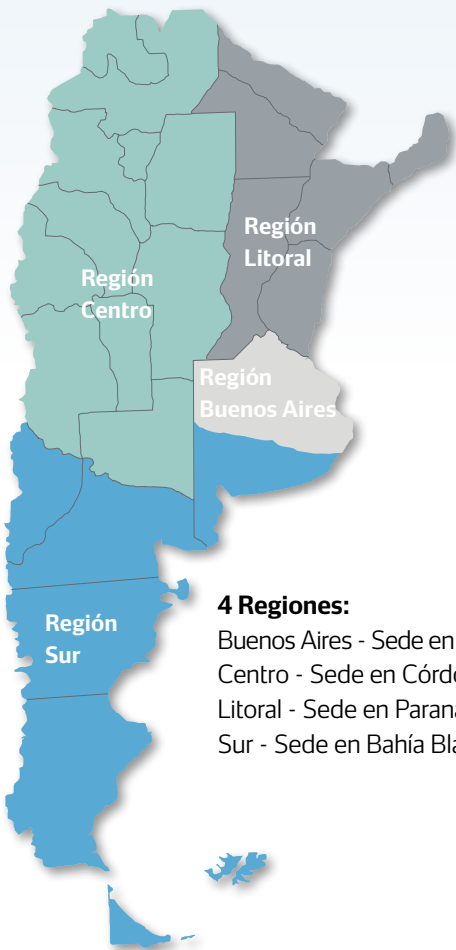 Región
Litoral
Región
Centro
Región
Buenos Aires
Región
Sur
4 Regiones:
Buenos Aires - Sede en
Centro - Sede en
Litoral - Sede en
Sur - Sede en Bahía